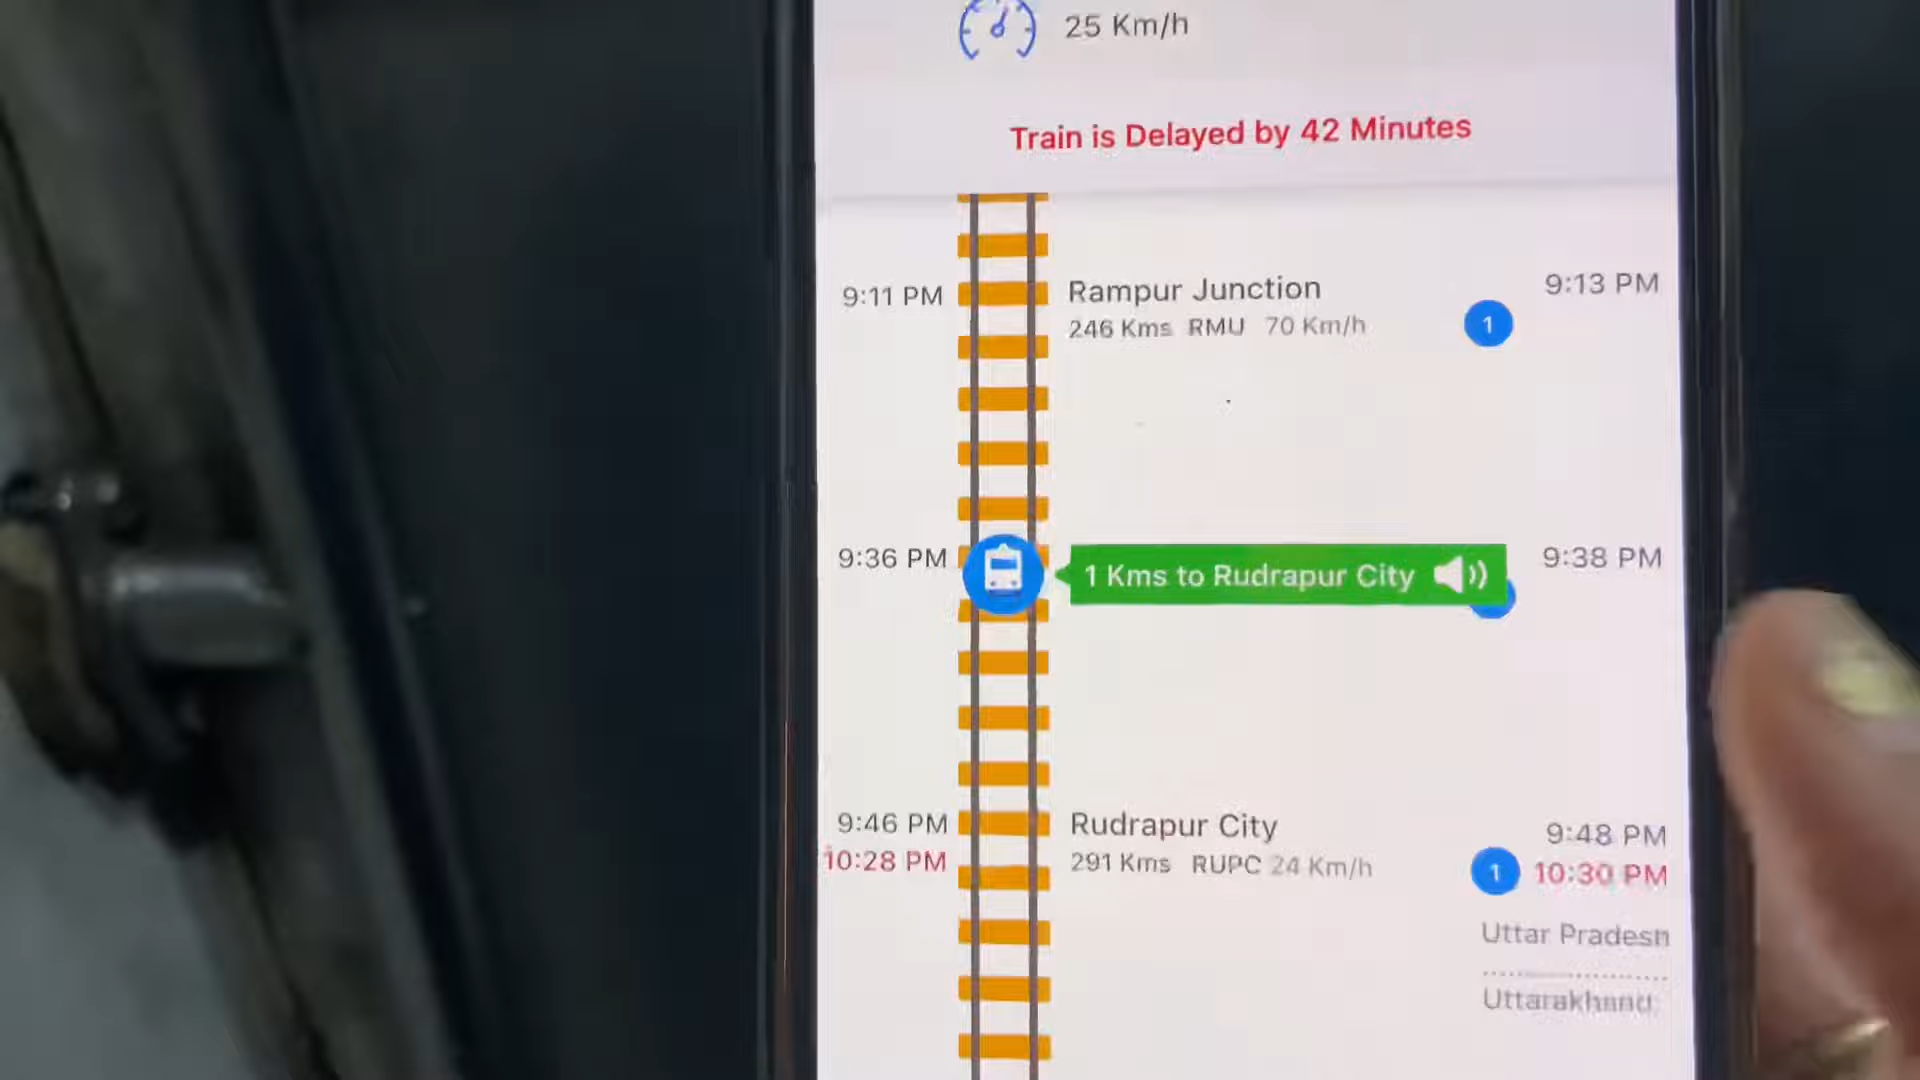 25 Km/h
Train is Delayed by 42 Minutes
9:11 PM Rampur Junction 9:13 PM
246 Kms RMU 70 Km/h 1
9:36 PM 1 Kms to Rudrapur City 9:38 PM
9:46 PM Rudrapur City 9:48 PM
10:28 PM 291 Kms RUPC 24 Km/h 1 10:30 PM
Uttar Pradesh
Uttarakhand